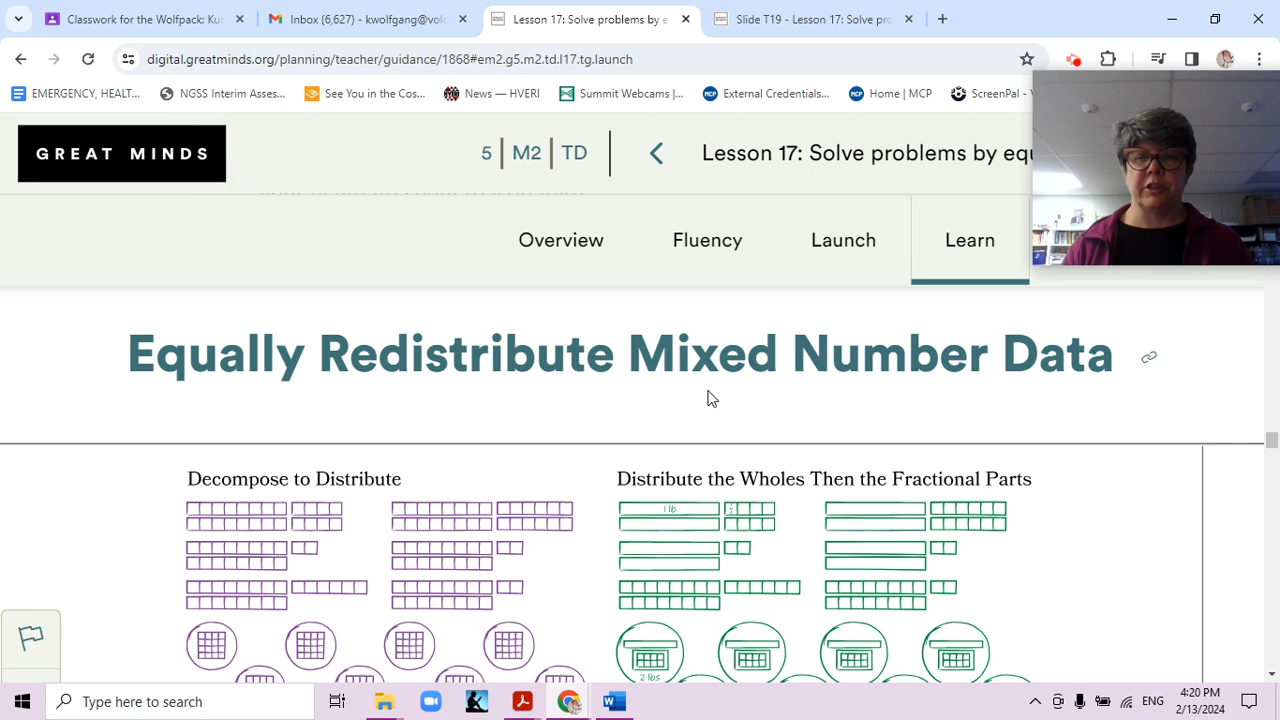 Classwork for the Wolfpack: Ku
Inbox (6,627) - kwolfgang@vol
Lesson 17: Solve problems by e
Slide T19 - Lesson 17: Solve pro
digital.greatminds.org/planning/teacher/guidance/1868#em2.g5.m2.td.l17.tg.launch
EMERGENCY, HEALT...
NGSS Interim Asses...
See You in the Cos...
News — HVERI
Summit Webcams |...
External Credentials...
Home | MCP
ScreenPal -
GREAT MINDS
5 | M2 | TD
Lesson 17: Solve problems by equ
Overview
Fluency
Launch
Learn
Equally Redistribute Mixed Number Data
Decompose to Distribute
Distribute the Wholes Then the Fractional Parts
1 lb
2 lbs
Type here to search
ENG
4:20 PM
2/13/2024